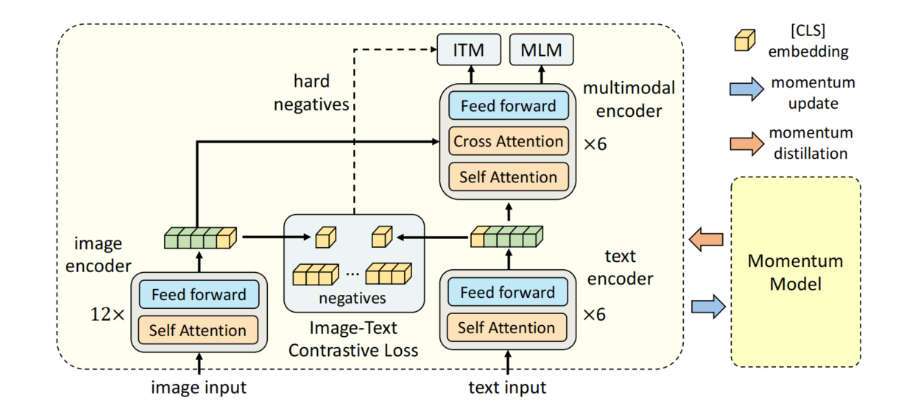 ITM
MLM
[CLS]
embedding
hard
negatives
Feed forward
Cross Attention
Self Attention
multimodal
encoder
×6
momentum
update
momentum
distillation
image
encoder
12×
Feed forward
Self Attention
...
negatives
Image-Text
Contrastive Loss
text
encoder
Feed forward
Self Attention
×6
Momentum
Model
image input
text input